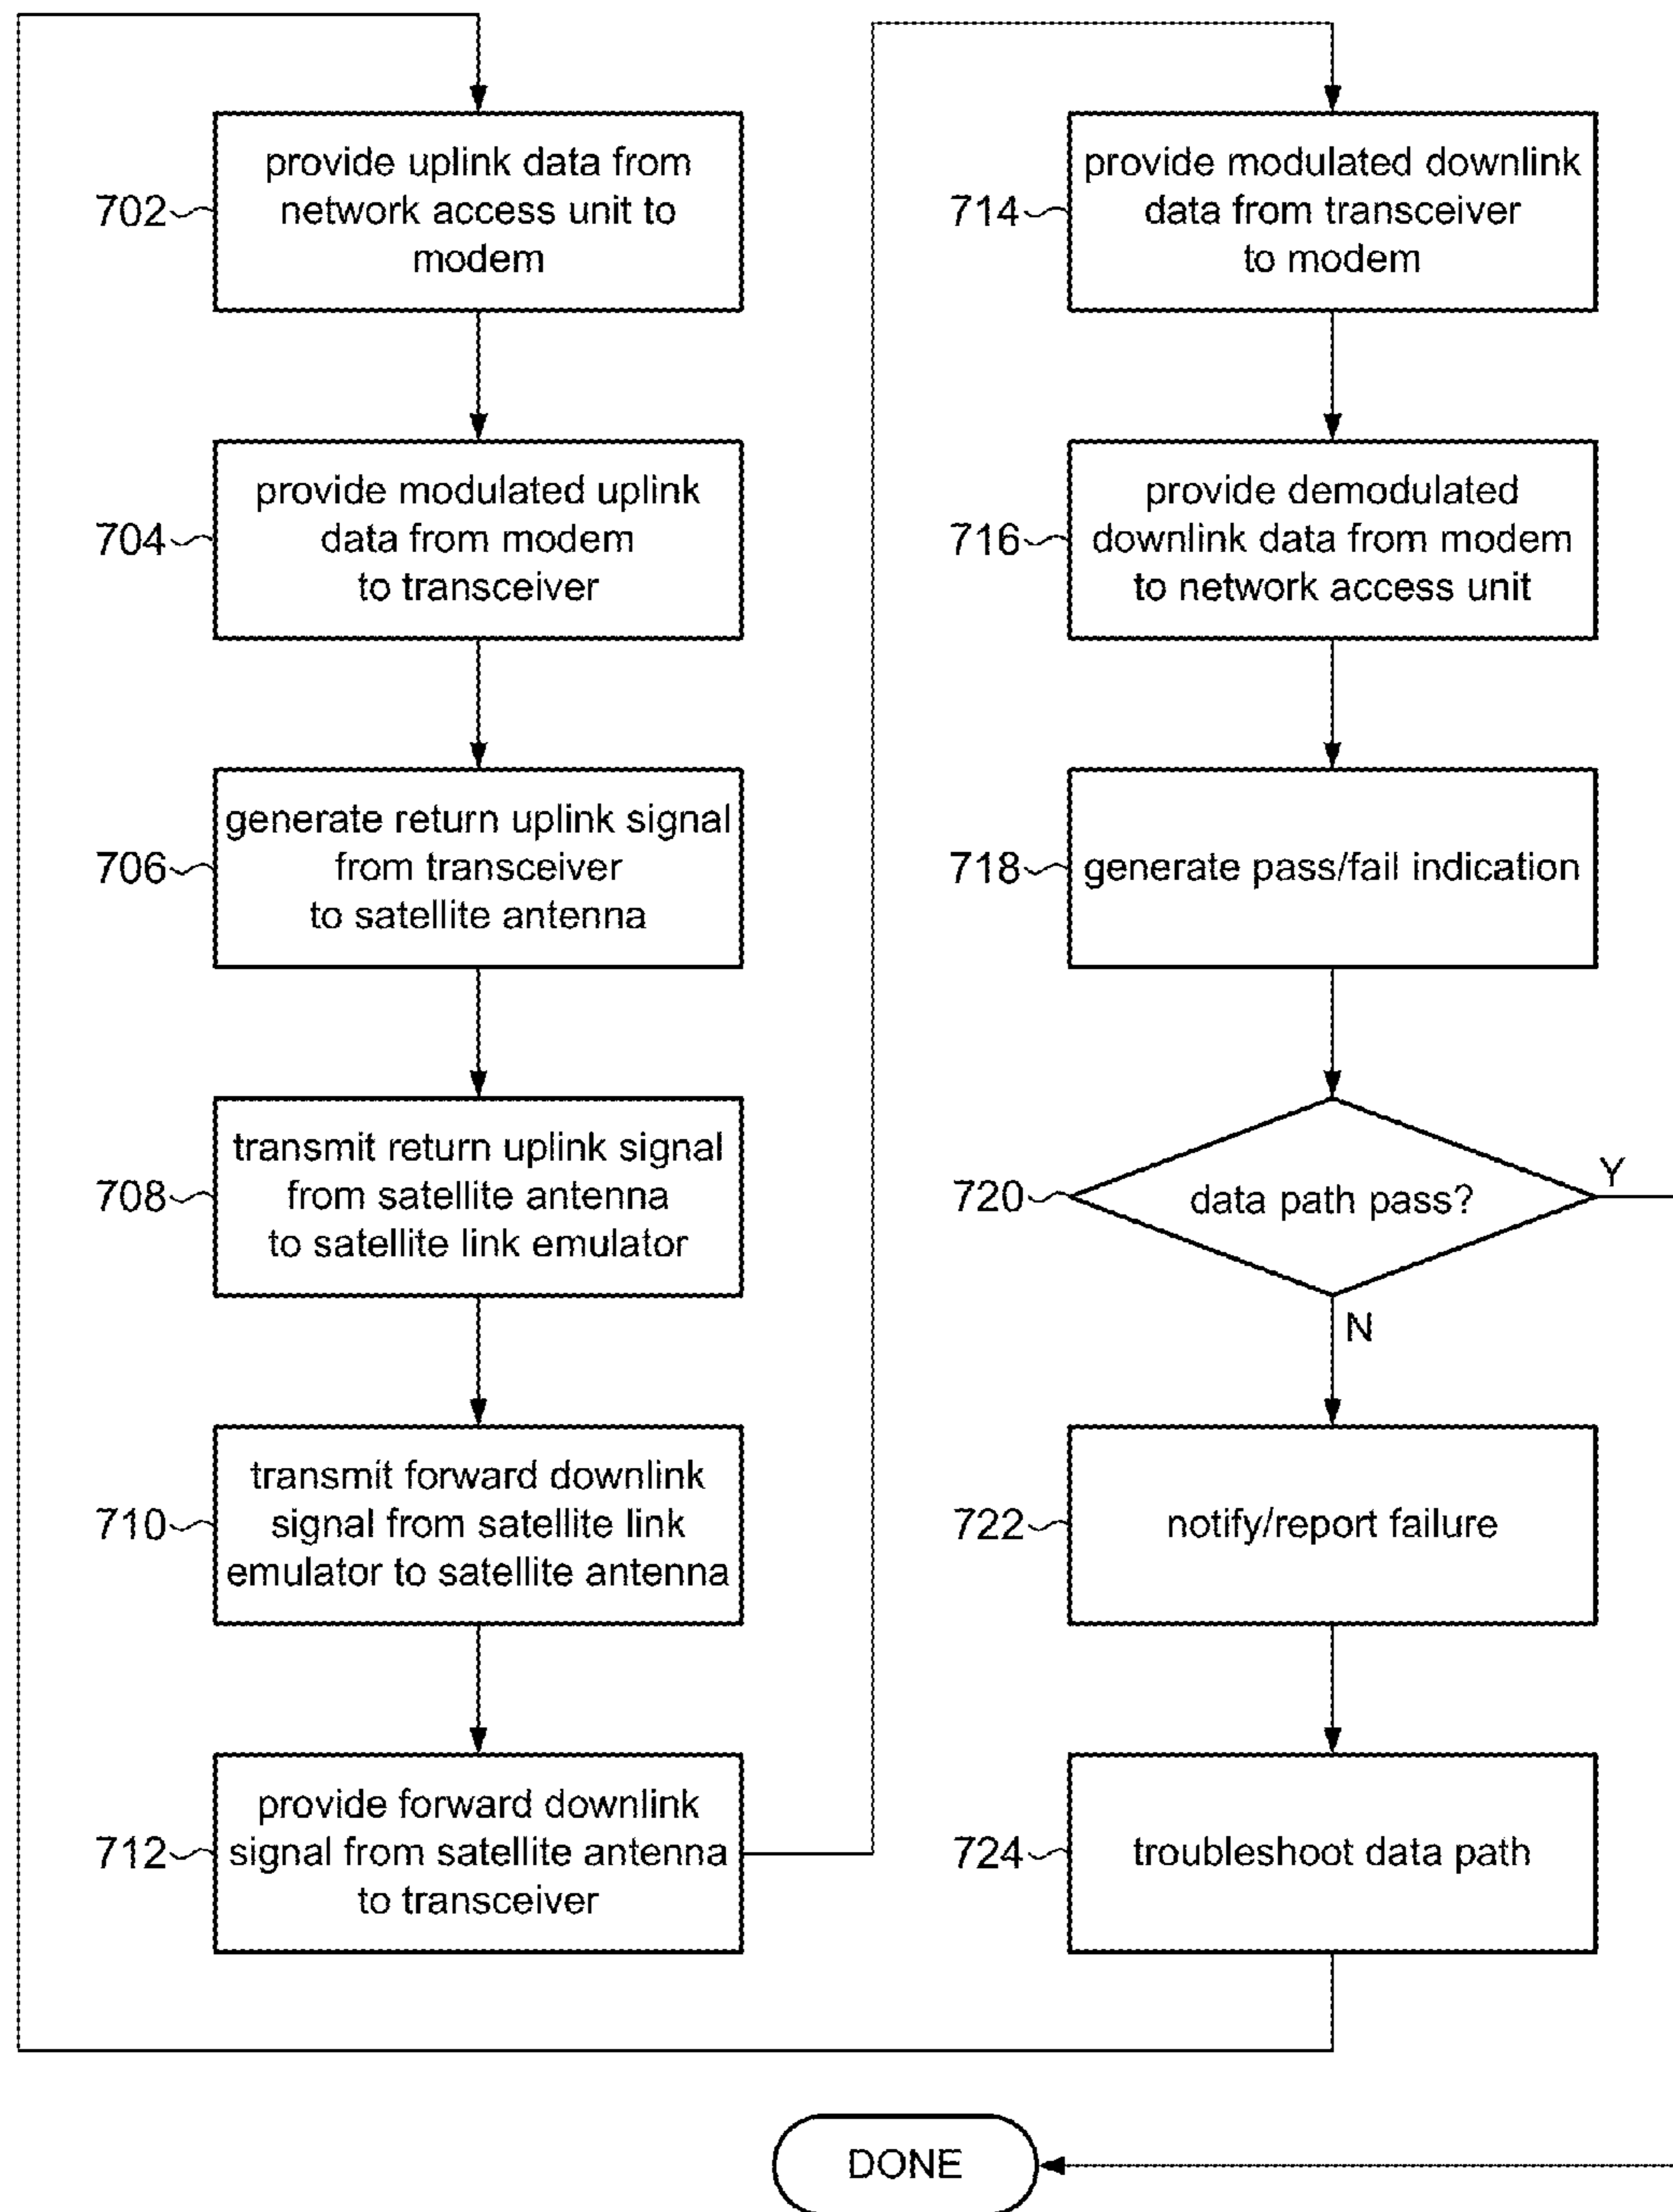 702
provide uplink data from
network access unit to
modem
704
provide modulated uplink
data from modem
to transceiver
706
generate return uplink signal
from transceiver
to satellite antenna
708
transmit return uplink signal
from satellite antenna
to satellite link emulator
710
transmit forward downlink
signal from satellite link
emulator to satellite antenna
712
provide forward downlink
signal from satellite antenna
to transceiver
714
provide modulated downlink
data from transceiver
to modem
716
provide demodulated
downlink data from modem
to network access unit
718
generate pass/fail indication
720
data path pass?
Y
N
722
notify/report failure
724
troubleshoot data path
DONE